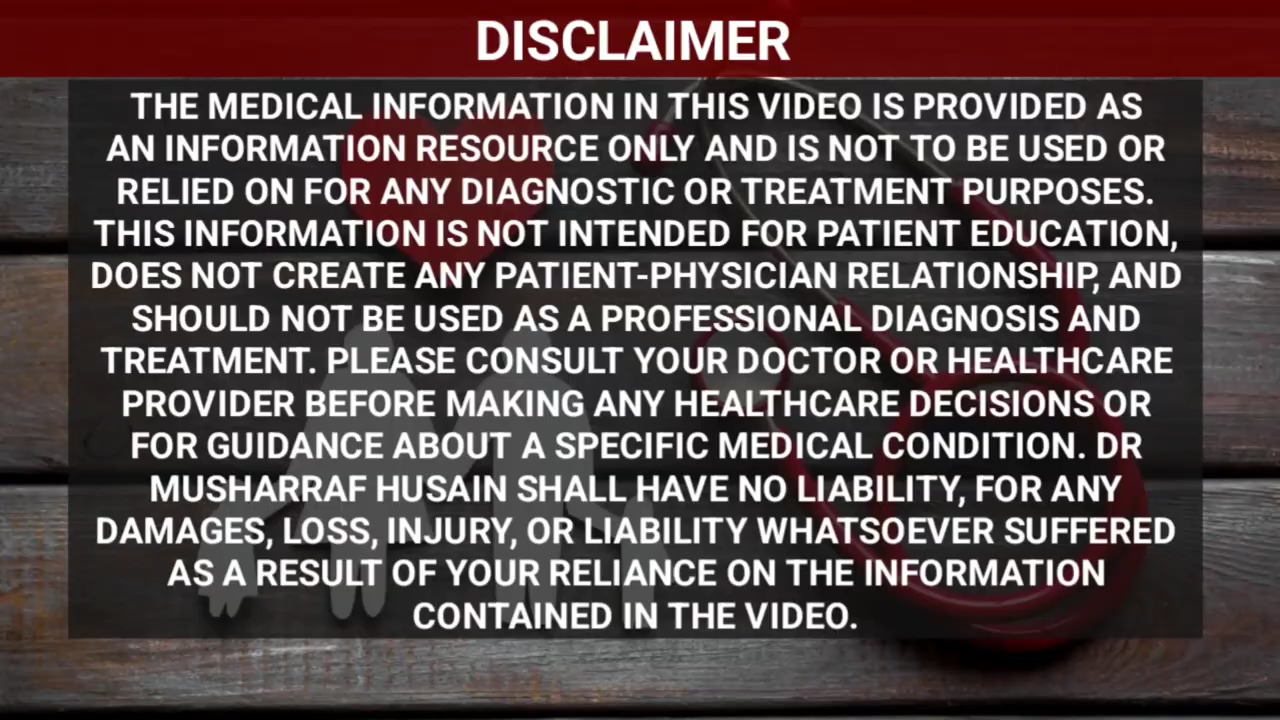 DISCLAIMER
THE MEDICAL INFORMATION IN THIS VIDEO IS PROVIDED AS
AN INFORMATION RESOURCE ONLY AND IS NOT TO BE USED OR
RELIED ON FOR ANY DIAGNOSTIC OR TREATMENT PURPOSES.
THIS INFORMATION IS NOT INTENDED FOR PATIENT EDUCATION,
DOES NOT CREATE ANY PATIENT-PHYSICIAN RELATIONSHIP, AND
SHOULD NOT BE USED AS A PROFESSIONAL DIAGNOSIS AND
TREATMENT. PLEASE CONSULT YOUR DOCTOR OR HEALTHCARE
PROVIDER BEFORE MAKING ANY HEALTHCARE DECISIONS OR
FOR GUIDANCE ABOUT A SPECIFIC MEDICAL CONDITION. DR
MUSHARRAF HUSAIN SHALL HAVE NO LIABILITY, FOR ANY
DAMAGES, LOSS, INJURY, OR LIABILITY WHATSOEVER SUFFERED
AS A RESULT OF YOUR RELIANCE ON THE INFORMATION
CONTAINED IN THE VIDEO.